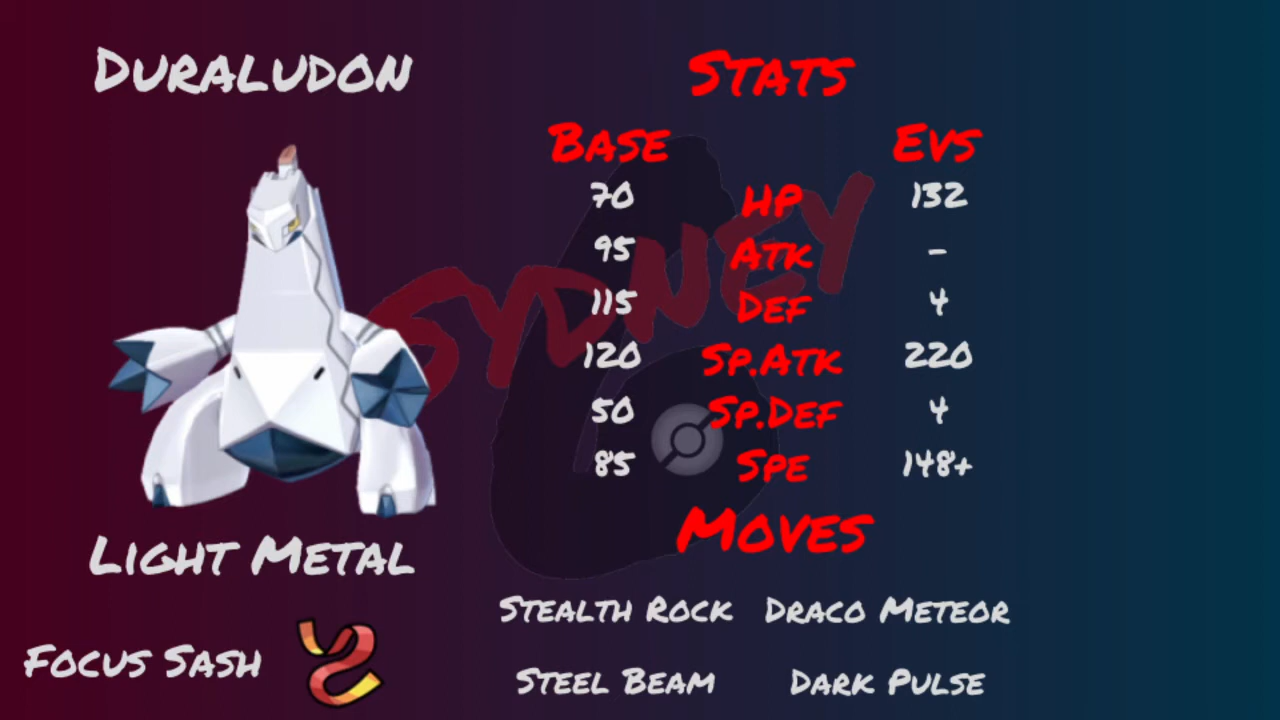 Duraludon
Stats
Base Evs
70 HP 132
95 Atk -
115 Def 4
120 Sp.Atk 220
50 Sp.Def 4
85 Spe 148+
Sydney
Moves
Light Metal
Stealth Rock Draco Meteor
Focus Sash
Steel Beam Dark Pulse